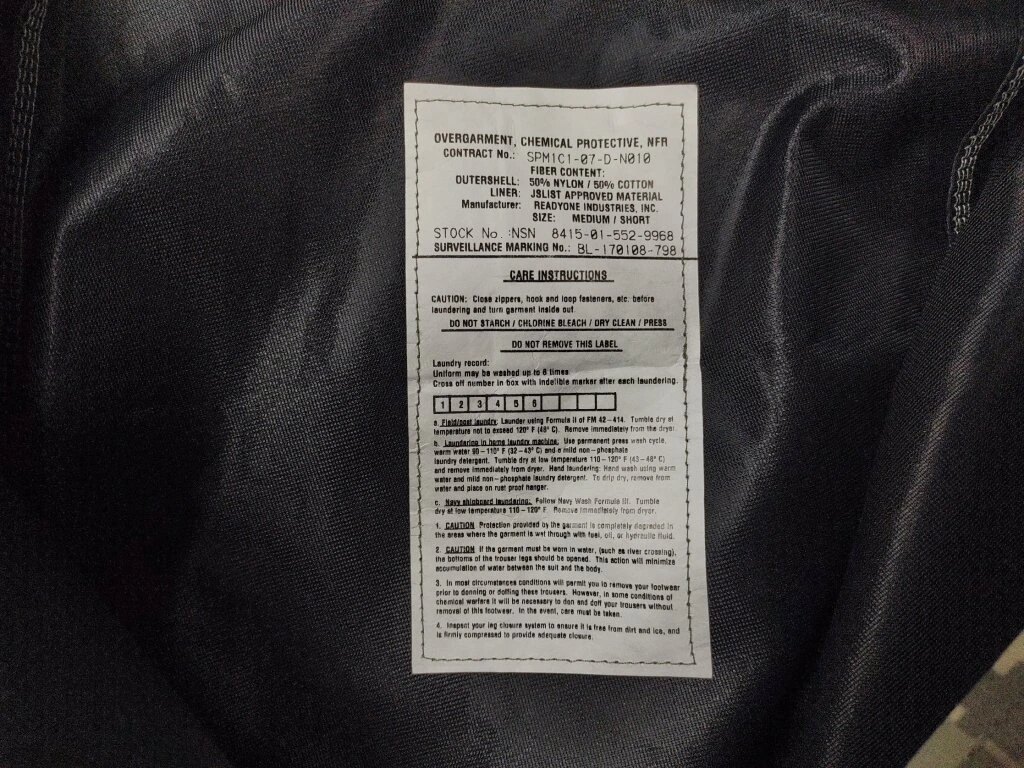 OVERGARMENT, CHEMICAL PROTECTIVE, NFR
CONTRACT No.: SPM1C1-07-D-N010
FIBER CONTENT:
OUTERSHELL: 50% NYLON / 50% COTTON
LINER: JSLIST APPROVED MATERIAL
Manufacturer: READYONE INDUSTRIES, INC.
SIZE: MEDIUM / SHORT
STOCK No. :NSN 8415-01-552-9968
SURVEILLANCE MARKING No.: BL-170108-798
CARE INSTRUCTIONS
CAUTION: Close zippers, hook and loop fasteners, etc. before
laundering and turn garment inside out.
DO NOT STARCH / CHLORINE BLEACH / DRY CLEAN / PRESS
DO NOT REMOVE THIS LABEL
Laundry record:
Uniform may be washed up to 6 times
Cross off number in box with indelible marker after each laundering.
1 2 3 4 5 6
a. Field/post laundry: Launder using Formula II of FM 42-414. Tumble dry at
temperature not to exceed 120° F (48° C). Remove immediately from the dryer.
b. Laundering in home laundry machine: Use permanent press wash cycle,
warm water 90-110° F (32-43° C) and a mild non-phosphate
laundry detergent. Tumble dry at low temperature 110-120° F (43-48° C)
and remove immediately from dryer. Hand laundering: Hand wash using warm
water and mild non-phosphate laundry detergent. To drip dry, remove from
water and place on rust proof hanger.
c. Navy shipboard laundering: Follow Navy Wash Formula III. Tumble
dry at low temperature 110-120° F. Remove immediately from dryer.
1. CAUTION Protection provided by the garment is completely degraded in
the areas where the garment is wet through with fuel, oil, or hydraulic fluid.
2. CAUTION If the garment must be worn in water, (such as river crossing),
the bottoms of the trouser legs should be opened. This action will minimize
accumulation of water between the suit and the body.
3. In most circumstances conditions will permit you to remove your footwear
prior to donning or doffing these trousers. However, in some conditions of
chemical warfare it will be necessary to don and doff your trousers without
removal of this footwear. In the event, care must be taken.
4. Inspect your leg closure system to ensure it is free from dirt and ice, and
is firmly compressed to provide adequate closure.